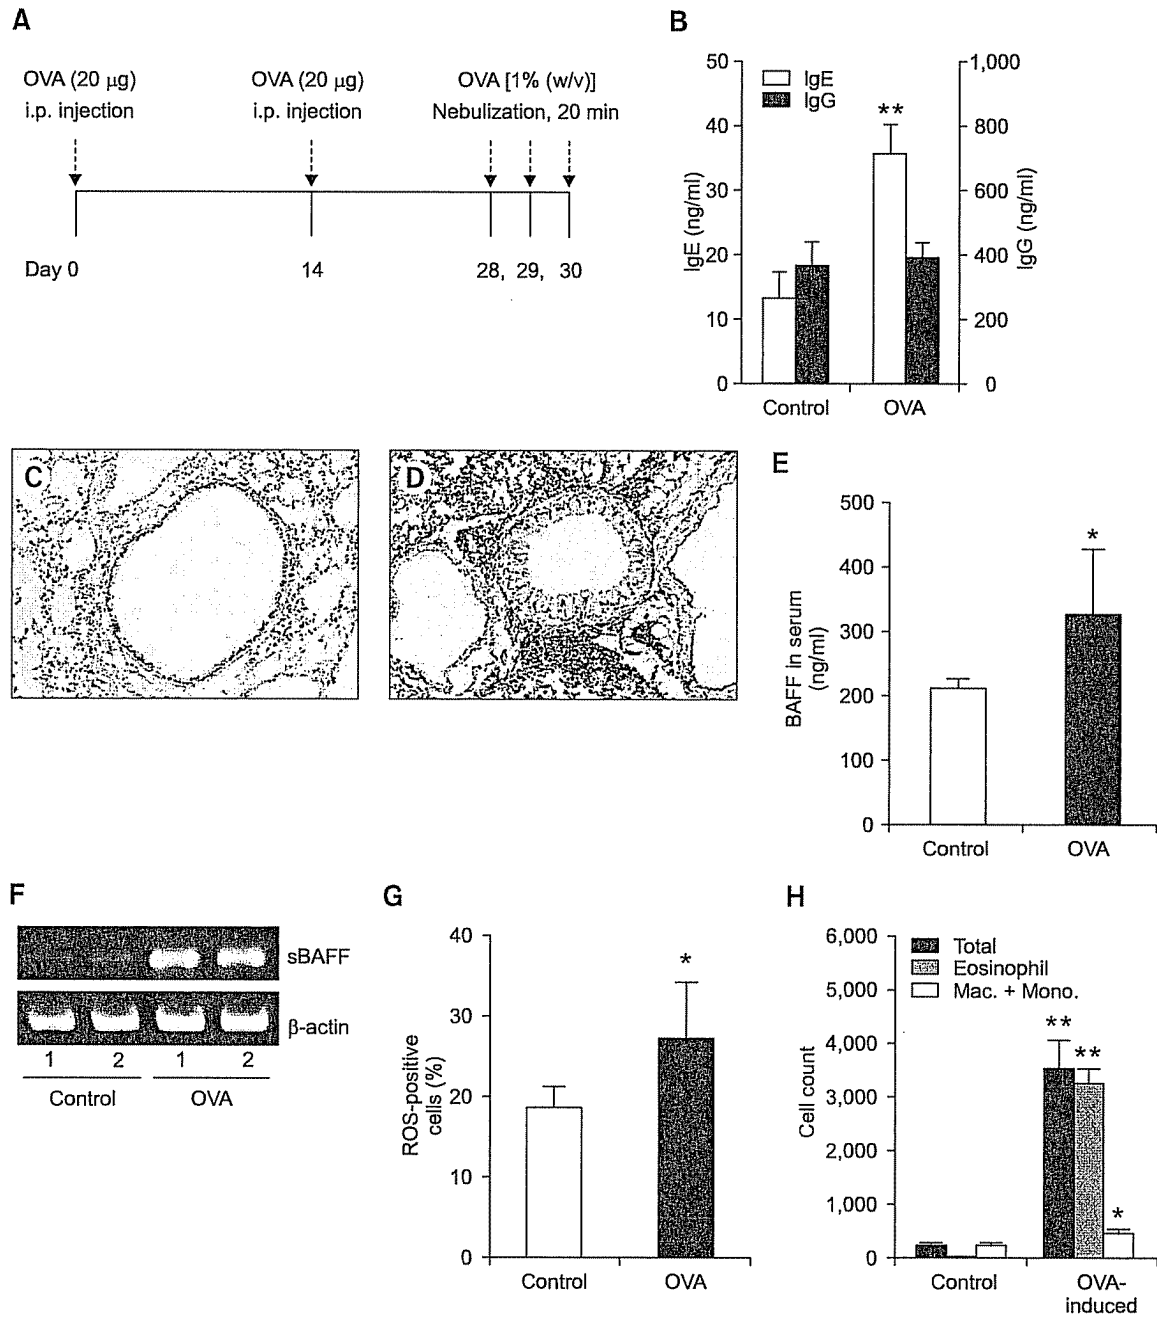 A
OVA (20 μg)
i.p. injection
OVA (20 μg)
i.p. injection
OVA [1% (w/v)]
Nebulization, 20 min
Day 0
14
28, 29, 30
B
IgE
IgG
50
40
30
20
10
0
IgE (ng/ml)
**
1,000
800
600
400
200
0
IgG (ng/ml)
Control
OVA
C
D
E
500
400
300
200
100
0
BAFF In serum
(ng/ml)
*
Control
OVA
F
sBAFF
β-actin
1 2 1 2
Control
OVA
G
40
30
20
10
0
ROS-positive
cells (%)
*
Control
OVA
H
Total
Eosinophil
Mac. + Mono.
6,000
5,000
4,000
3,000
2,000
1,000
0
Cell count
**
**
*
Control
OVA-
induced